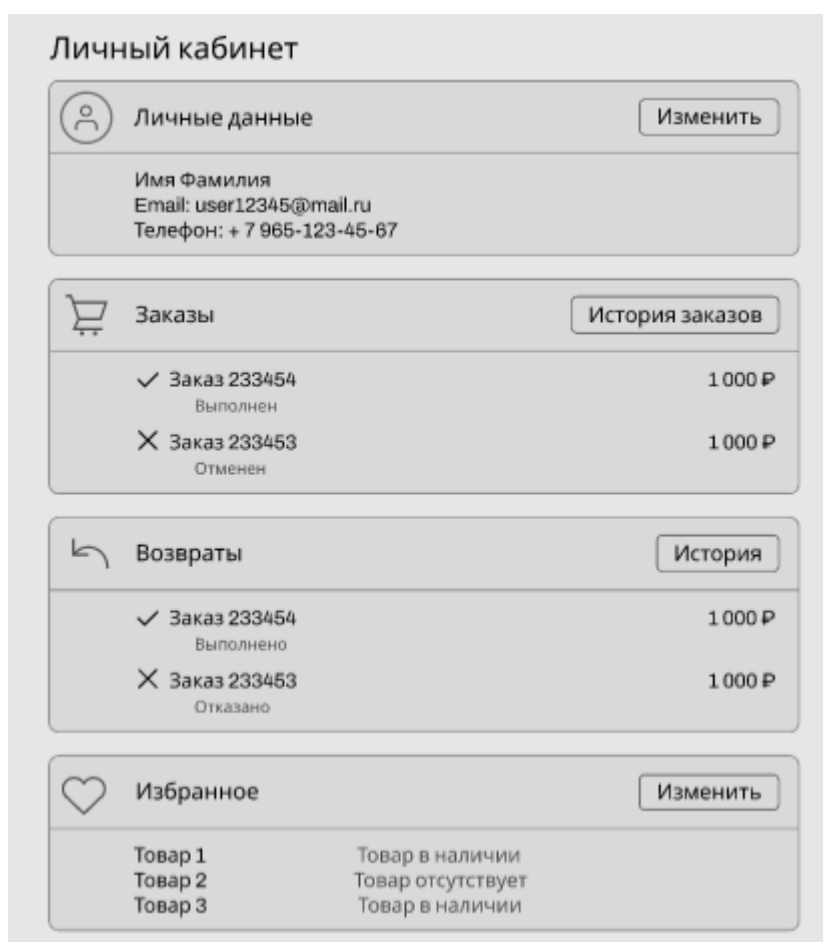 Личный кабинет
Личные данные Изменить
Имя Фамилия
Email: user12345@mail.ru
Телефон: + 7 965-123-45-67
Заказы История заказов
Заказ 233454 1 000 ₽
Выполнен
Заказ 233453 1 000 ₽
Отменен
Возвраты История
Заказ 233454 1 000 ₽
Выполнено
Заказ 233453 1 000 ₽
Отказано
Избранное Изменить
Товар 1 Товар в наличии
Товар 2 Товар отсутствует
Товар 3 Товар в наличии